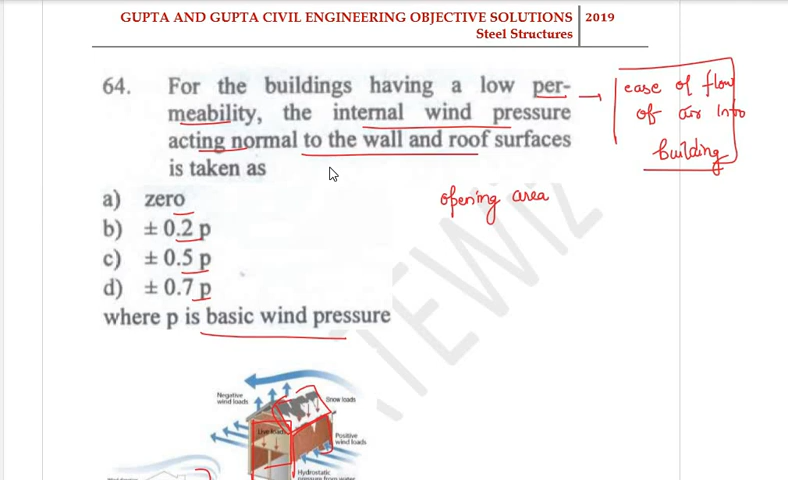 GUPTA AND GUPTA CIVIL ENGINEERING OBJECTIVE SOLUTIONS 2019
Steel Structures
64. For the buildings having a low per-
meability, the internal wind pressure
acting normal to the wall and roof surfaces
is taken as
ease of flow
of air into
building
opening area
a) zero
b) ± 0.2 p
c) ± 0.5 p
d) ± 0.7 p
where p is basic wind pressure
Negative
wind loads
Snow loads
Live loads
Positive
wind loads
Hydrostatic